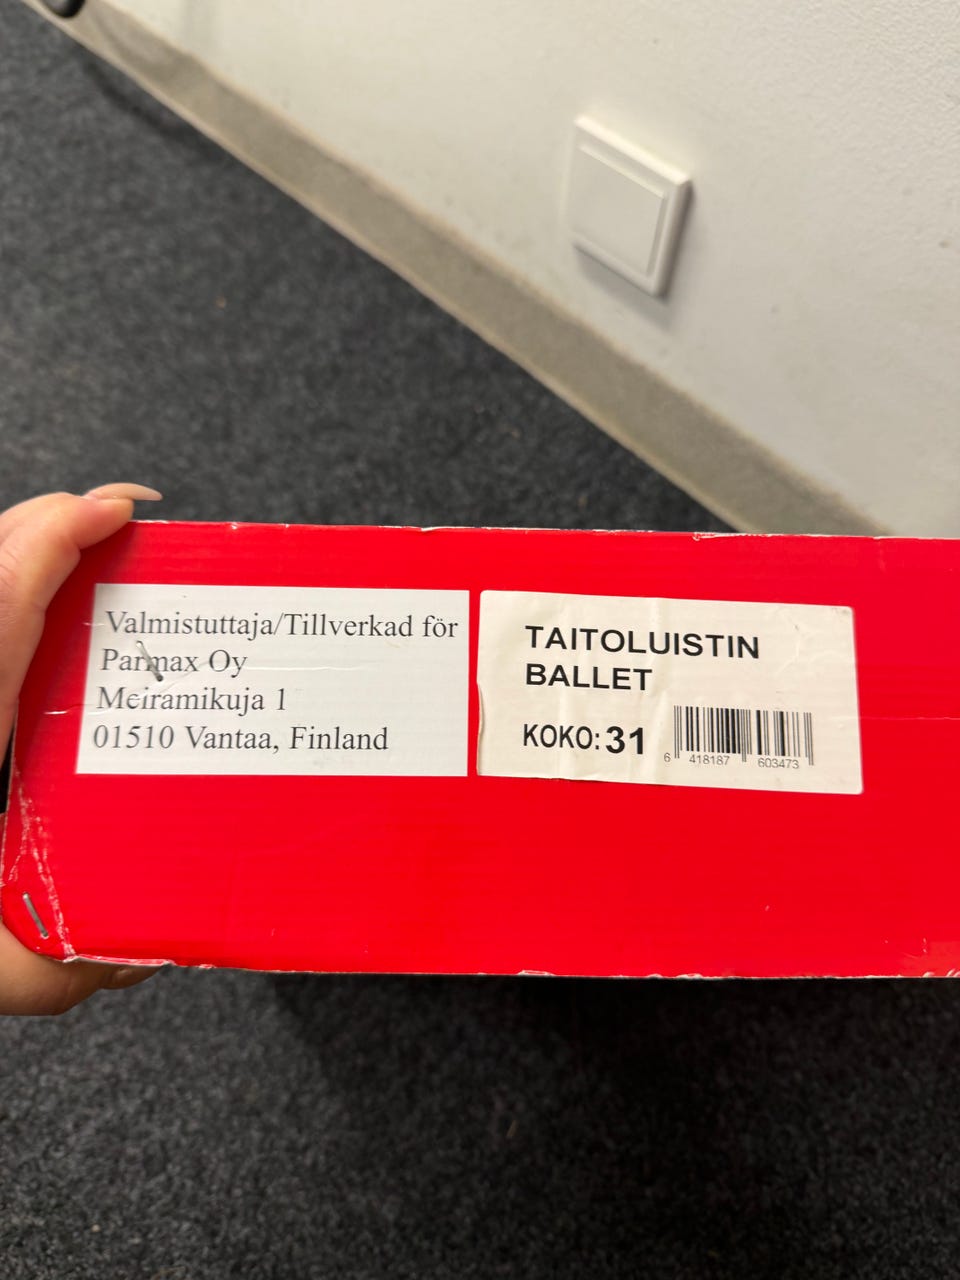 Valmistuttaja/Tillverkad för
Parmax Oy
Meiramikuja 1
01510 Vantaa, Finland
TAITOLUISTIN
BALLET
KOKO: 31
6 418187 603473